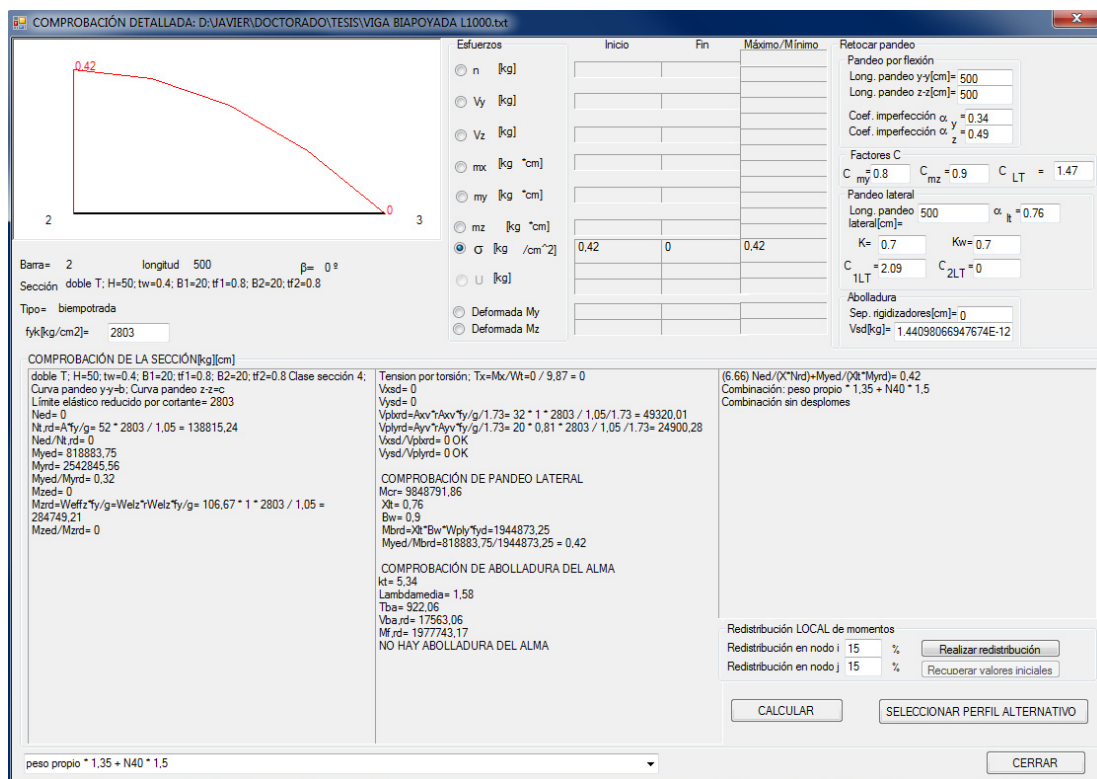 COMPROBACIÓN DETALLADA: D:\JAVIER\DOCTORADO\TESIS\VIGA BIAPOYADA L1000.txt
0.42
0
2
3
Barra= 2 longitud 500 β= 0 º
Sección doble T; H=50; tw=0.4; B1=20; tf1=0.8; B2=20; tf2=0.8
Tipo= biempotrada
fyk[kg/cm2]= 2803
Esfuerzos Inicio Fin Máximo/Mínimo
n [kg]
Vy [kg]
Vz [kg]
mx [kg *cm]
my [kg *cm]
mz [kg *cm]
σ [kg /cm^2] 0,42 0 0,42
U [kg]
Deformada My
Deformada Mz
Retocar pandeo
Pandeo por flexión
Long. pandeo y-y[cm]= 500
Long. pandeo z-z[cm]= 500
Coef. imperfección α y = 0.34
Coef. imperfección α z = 0.49
Factores C
C my = 0.8 C mz = 0.9 C LT = 1.47
Pandeo lateral
Long. pandeo lateral[cm]= 500 α lt = 0.76
K= 0.7 Kw= 0.7
C 1LT = 2.09 C 2LT = 0
Abolladura
Sep. rigidizadores[cm]= 0
Vsd[kg]= 1.44098066947674E-12
COMPROBACIÓN DE LA SECCIÓN[kg][cm]
doble T; H=50; tw=0.4; B1=20; tf1=0.8; B2=20; tf2=0.8 Clase sección 4;
Curva pandeo y-y=b; Curva pandeo z-z=c
Límite elástico reducido por cortante= 2803
Ned= 0
Nt,rd=A*fy/g= 52 * 2803 / 1,05 = 138815,24
Ned/Nt,rd= 0
Myed= 818883,75
Myrd= 2542845,56
Myed/Myrd= 0,32
Mzed= 0
Mzrd=Weffz*fy/g=Welz*rWelz*fy/g= 106,67 * 1 * 2803 / 1,05 =
284749,21
Mzed/Mzrd= 0
Tension por torsión; Tx=Mx/Wt=0 / 9,87 = 0
Vxsd= 0
Vysd= 0
Vplxrd=Axv*rAxv*fy/g/1.73= 32 * 1 * 2803 / 1,05/1.73 = 49320,01
Vplyrd=Ayv*rAyv*fy/g/1.73= 20 * 0,81 * 2803 / 1,05 /1.73= 24900,28
Vxsd/Vplxrd= 0 OK
Vysd/Vplyrd= 0 OK
COMPROBACIÓN DE PANDEO LATERAL
Mcr= 9848791,86
Xlt= 0,76
Bw= 0,9
Mbrd=Xlt*Bw*Wply*fyd=1944873,25
Myed/Mbrd=818883,75/1944873,25 = 0,42
COMPROBACIÓN DE ABOLLADURA DEL ALMA
kt= 5,34
Lambdamedia= 1,58
Tba= 922,06
Vba,rd= 17563,06
Mf,rd= 1977743,17
NO HAY ABOLLADURA DEL ALMA
(6.66) Ned/(X*Nrd)+Myed/(Xlt*Myrd)= 0,42
Combinación: peso propio * 1,35 + N40 * 1,5
Combinación sin desplomes
Redistribución LOCAL de momentos
Redistribución en nodo i 15 % Realizar redistribución
Redistribución en nodo j 15 % Recuperar valores iniciales
CALCULAR SELECCIONAR PERFIL ALTERNATIVO
peso propio * 1,35 + N40 * 1,5
CERRAR